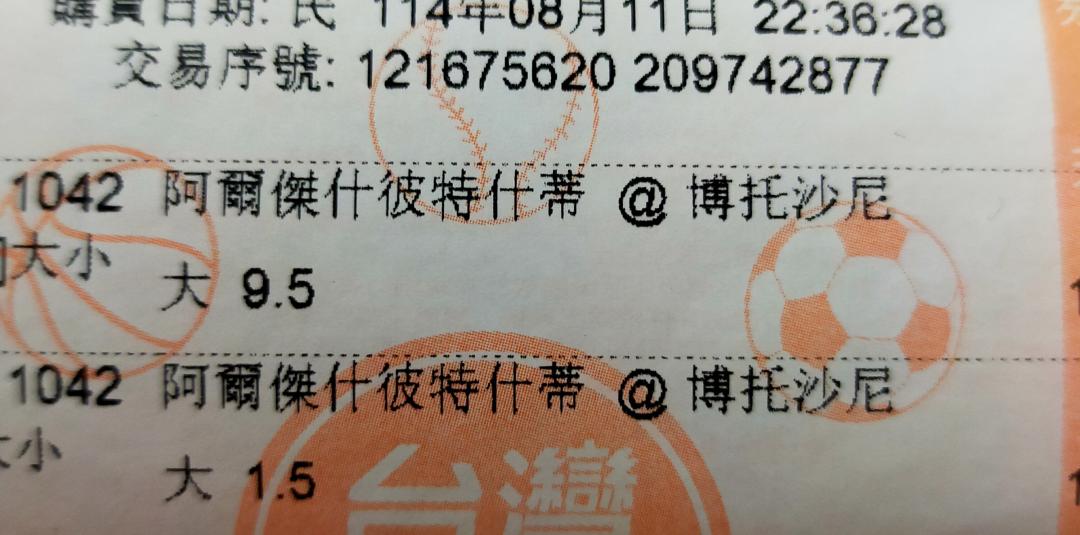 購買日期: 民 114年08月11日 22:36:28
交易序號: 121675620 209742877
1042 阿爾傑什彼特什蒂 @ 博托沙尼
大小
大 9.5
1042 阿爾傑什彼特什蒂 @ 博托沙尼
大小
大 1.5
台灣